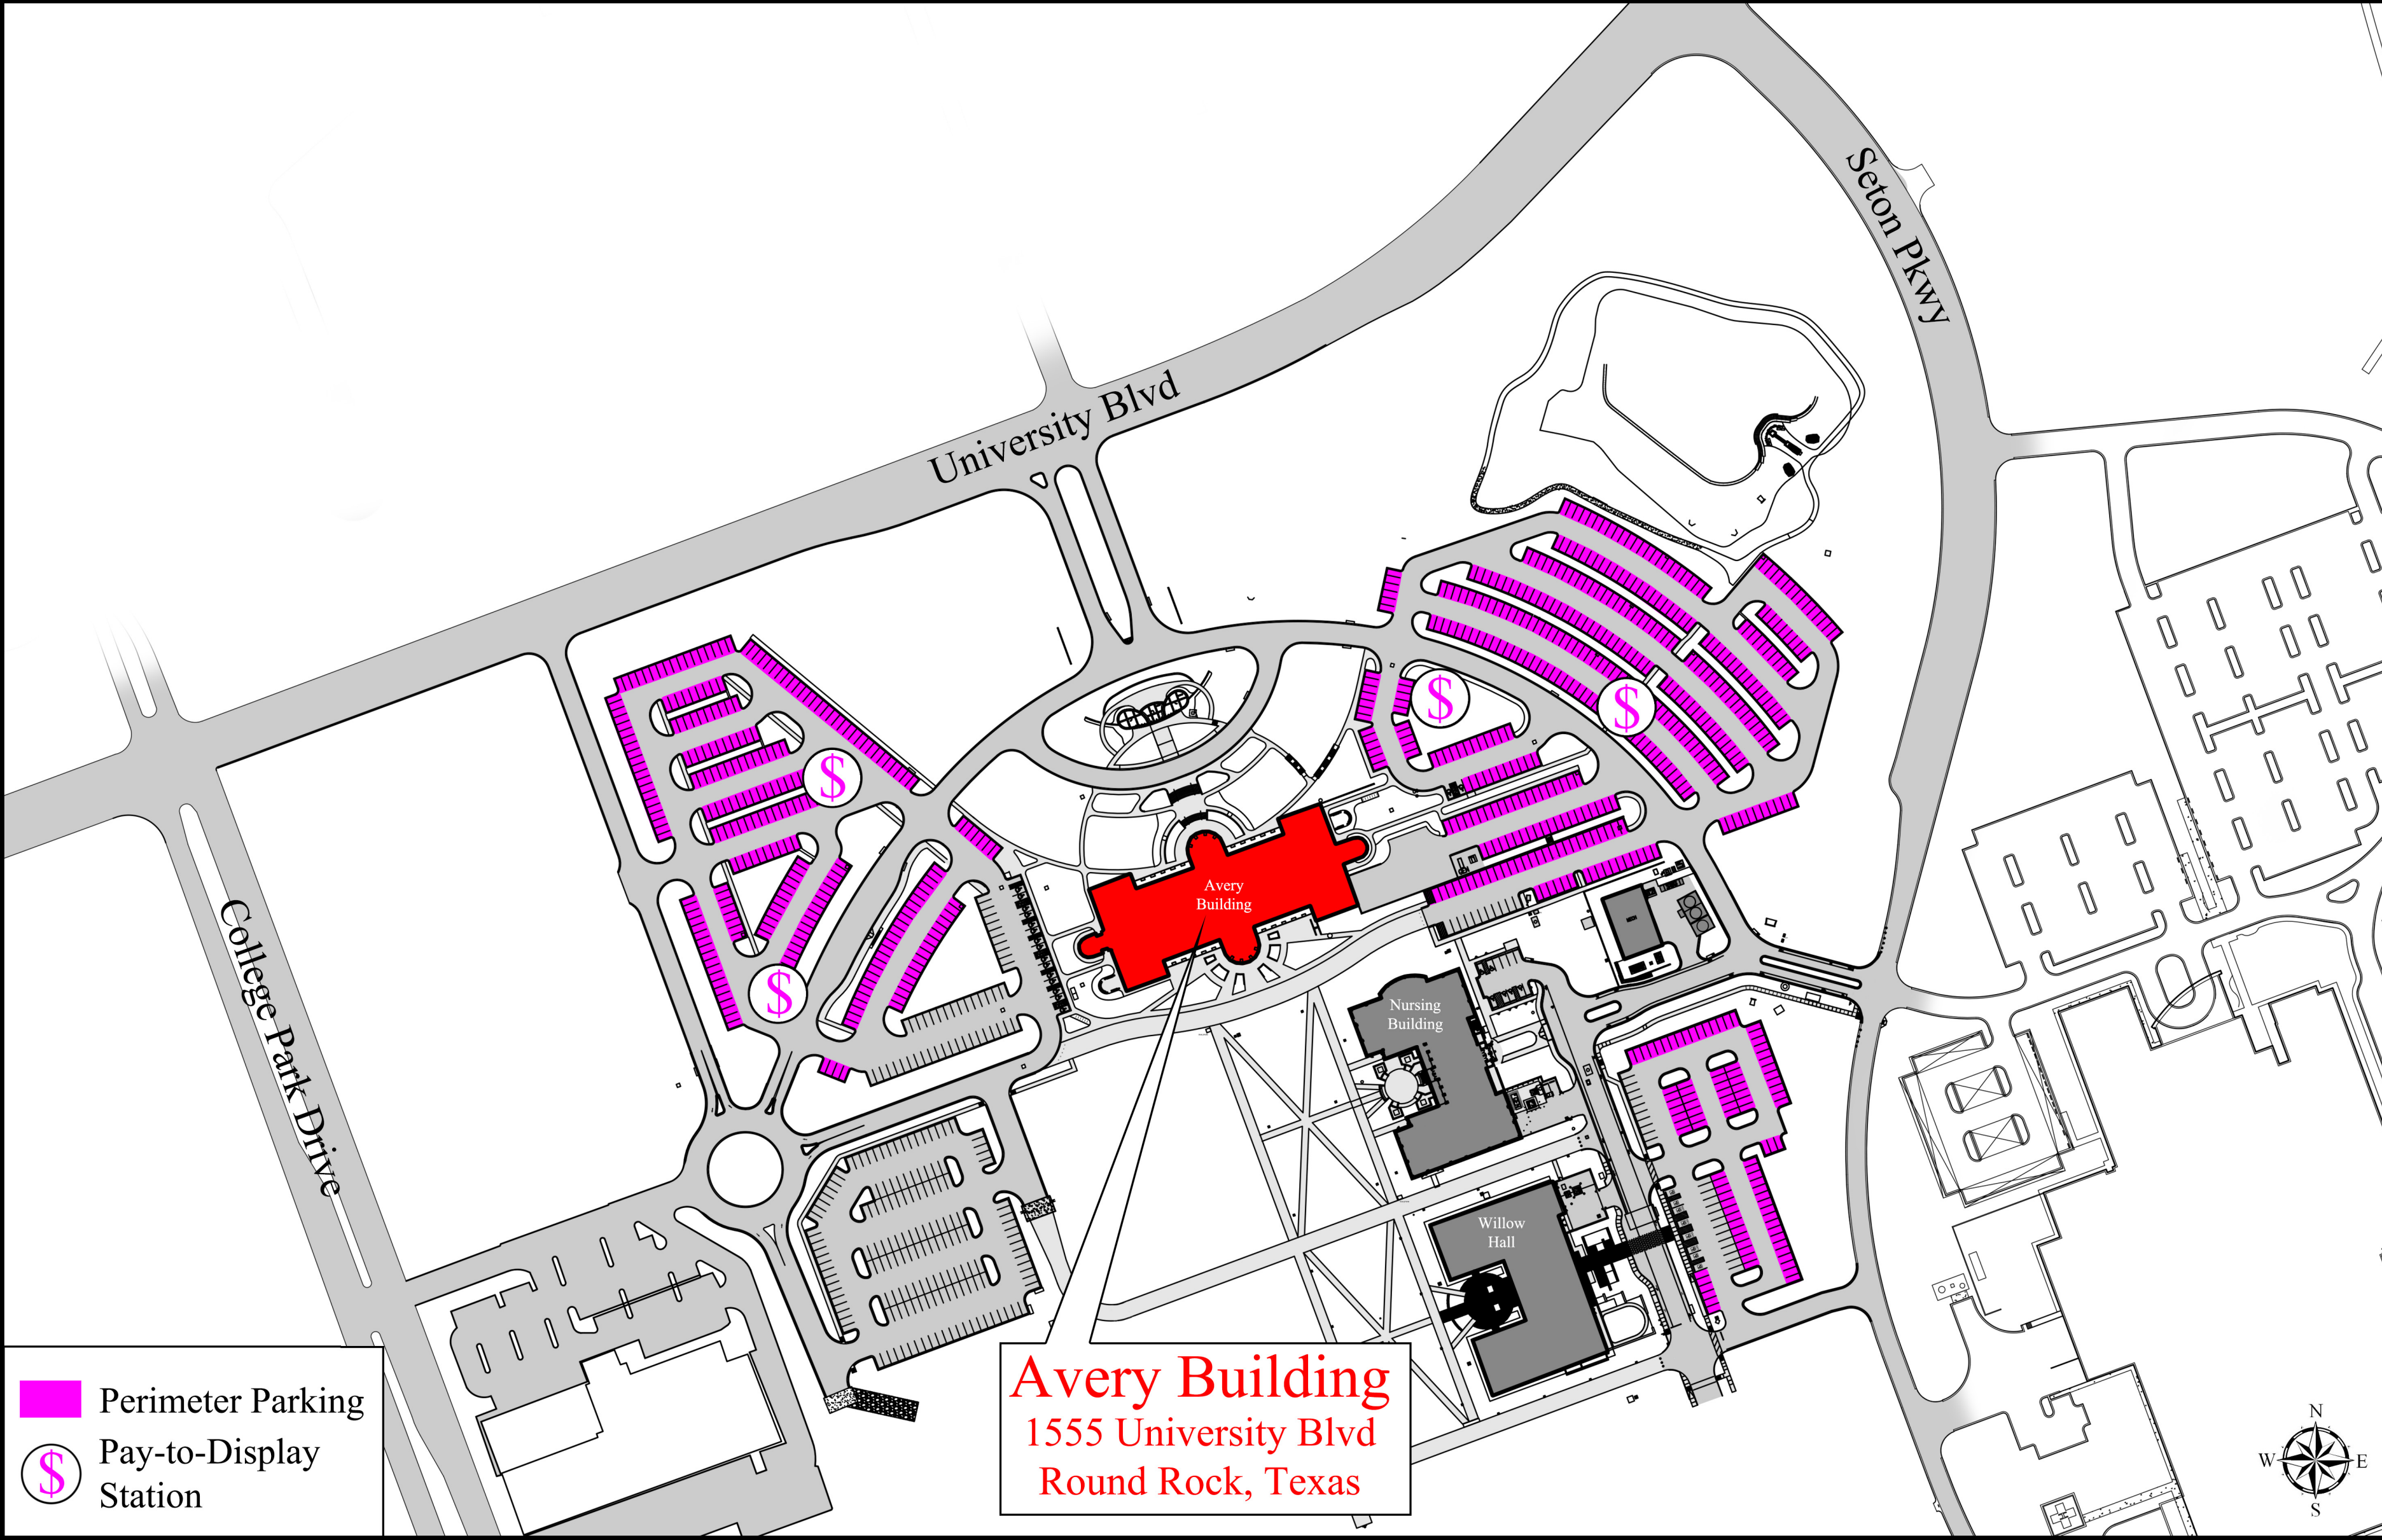 Seton Pkwy
University Blvd
$
$
$
Avery
Building
College Park Drive
$
Nursing
Building
Willow
Hall
Avery Building
1555 University Blvd
Round Rock, Texas
Perimeter Parking
$
Pay-to-Display
Station
N
W
E
S